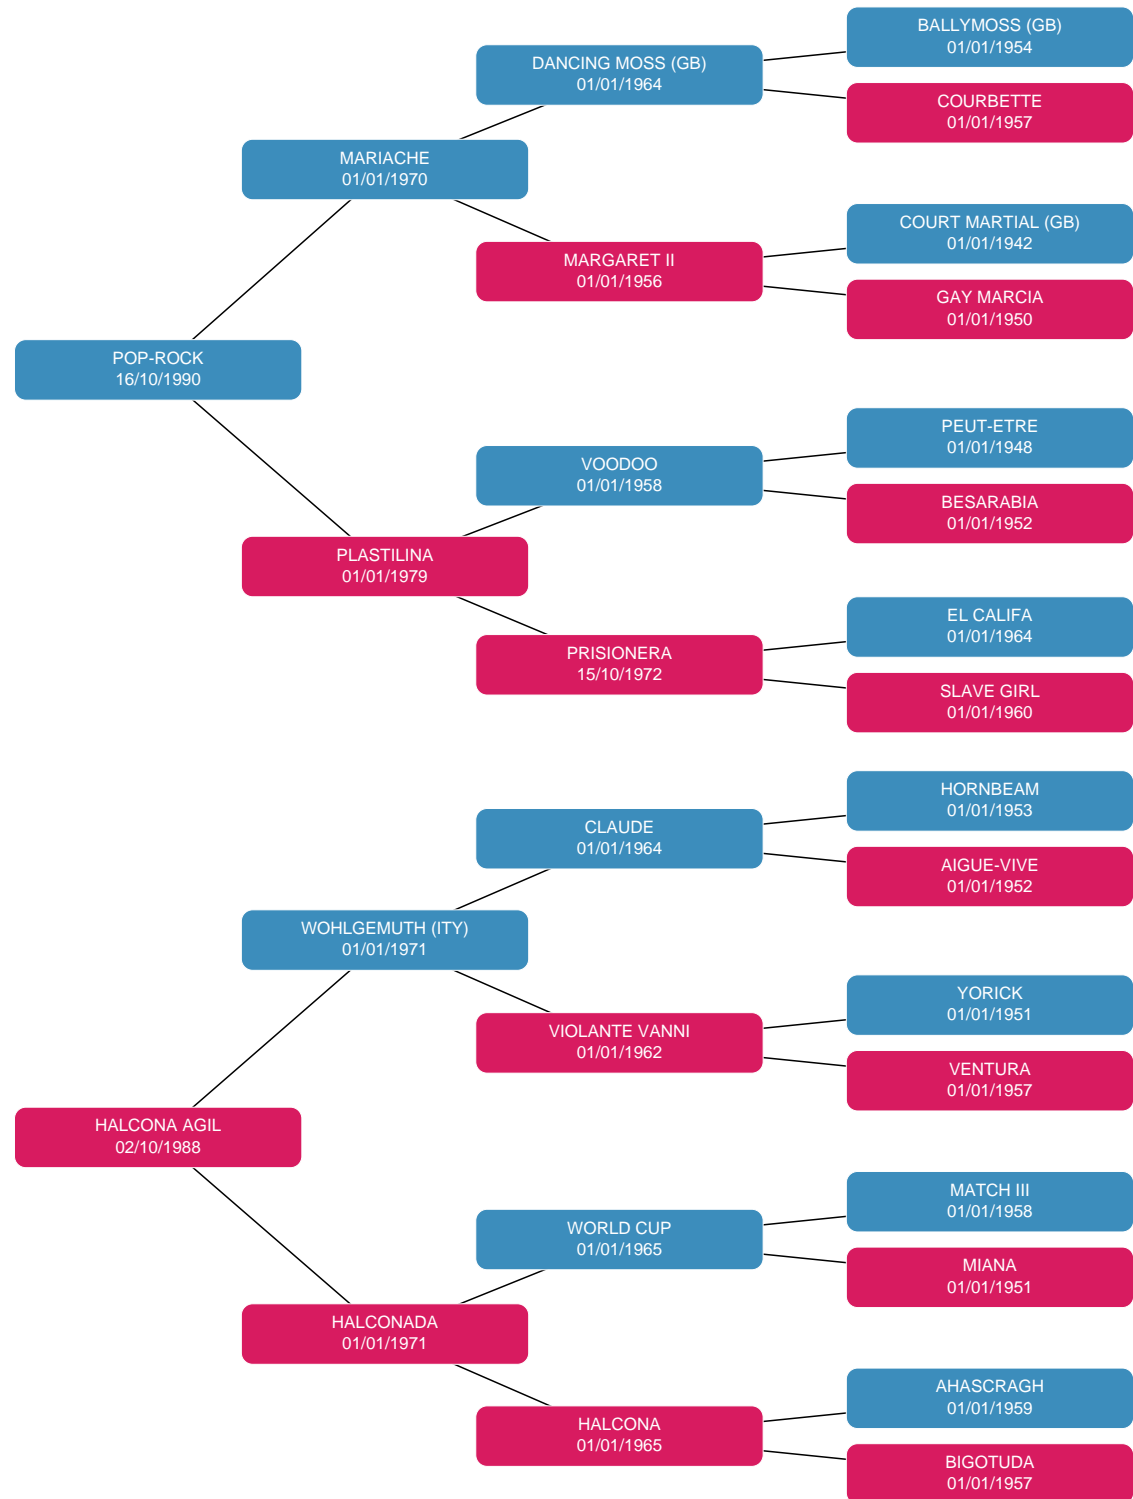 BALLYMOSS (GB)
01/01/1954
DANCING MOSS (GB)
01/01/1964
COURBETTE
01/01/1957
MARIACHE
01/01/1970
COURT MARTIAL (GB)
01/01/1942
MARGARET II
01/01/1956
GAY MARCIA
01/01/1950
POP-ROCK
16/10/1990
PEUT-ETRE
01/01/1948
VOODOO
01/01/1958
BESARABIA
01/01/1952
PLASTILINA
01/01/1979
EL CALIFA
01/01/1964
PRISIONERA
15/10/1972
SLAVE GIRL
01/01/1960
HORNBEAM
01/01/1953
CLAUDE
01/01/1964
AIGUE-VIVE
01/01/1952
WOHLGEMUTH (ITY)
01/01/1971
YORICK
01/01/1951
VIOLANTE VANNI
01/01/1962
VENTURA
01/01/1957
HALCONA AGIL
02/10/1988
MATCH III
01/01/1958
WORLD CUP
01/01/1965
MIANA
01/01/1951
HALCONADA
01/01/1971
AHASCRAGH
01/01/1959
HALCONA
01/01/1965
BIGOTUDA
01/01/1957